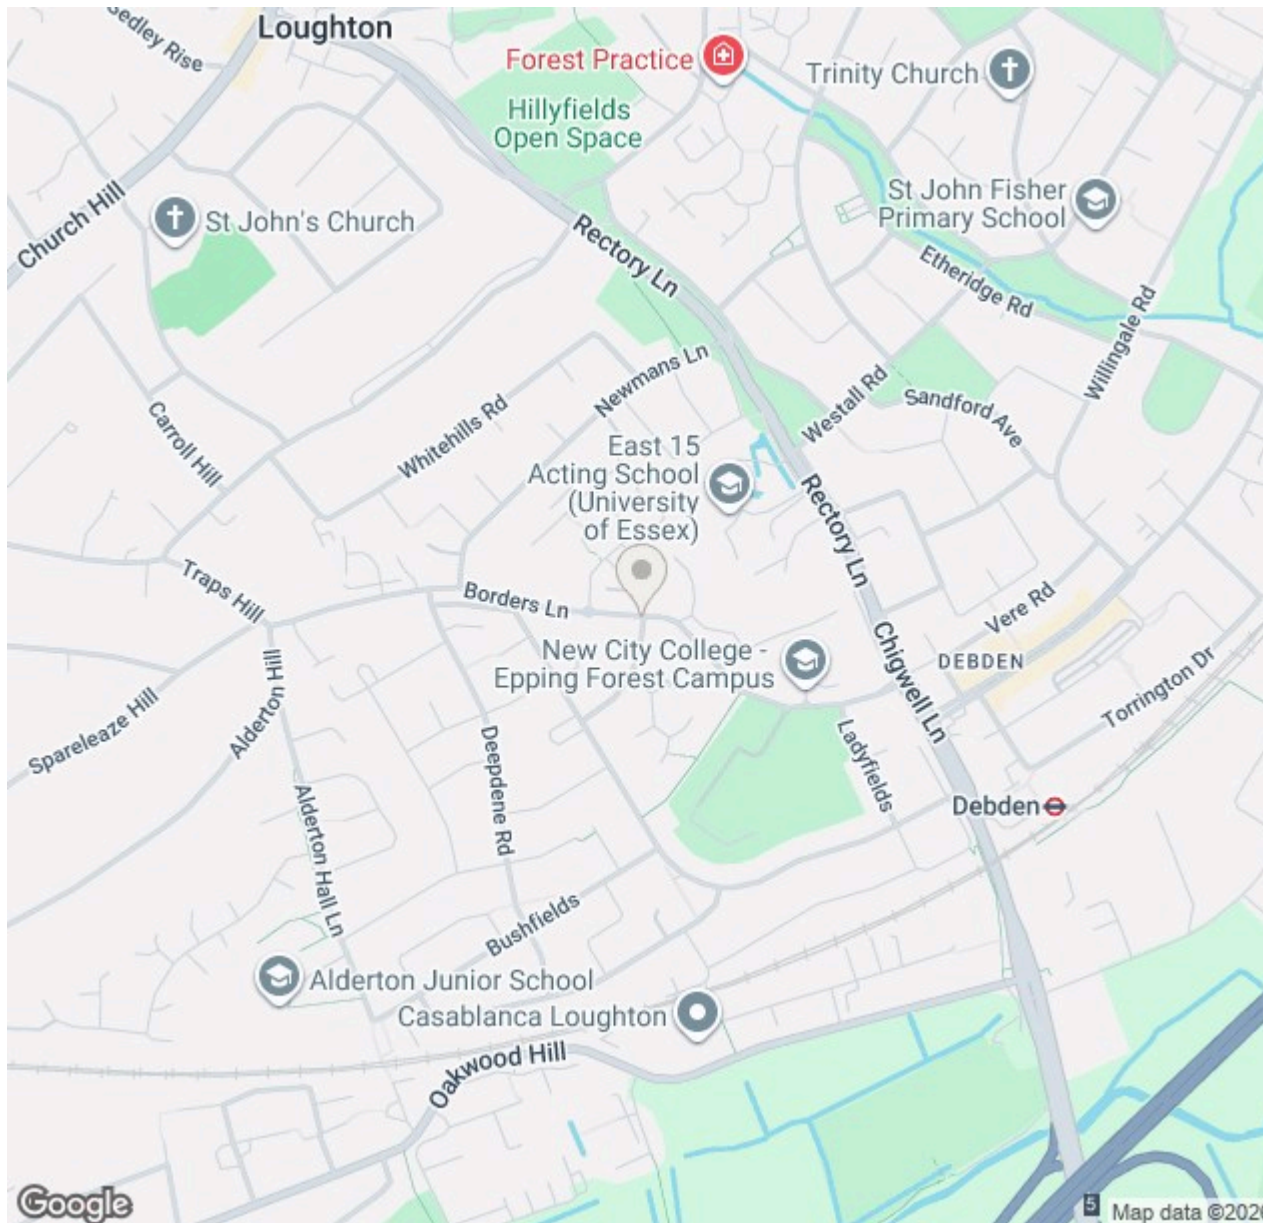 Loughton
Sedley Rise
Forest Practice
Trinity Church
Hillyfields
Open Space
St John Fisher
Primary School
Church Hill
St John's Church
Rectory Ln
Etheridge Rd
Willingale Rd
Newmans Ln
Westall Rd
Sandford Ave
Carroll Hill
Whitehills Rd
East 15
Acting School
(University
of Essex)
Rectory Ln
Traps Hill
Borders Ln
Vere Rd
Chigwell Ln
New City College -
Epping Forest Campus
DEBDEN
Torrington Dr
Alderton Hill
Spareleaze Hill
Deepdene Rd
Ladyfields
Alderton Hall Ln
Debden
Bushfields
Alderton Junior School
Casablanca Loughton
Oakwood Hill
Google
5
Map data ©2026